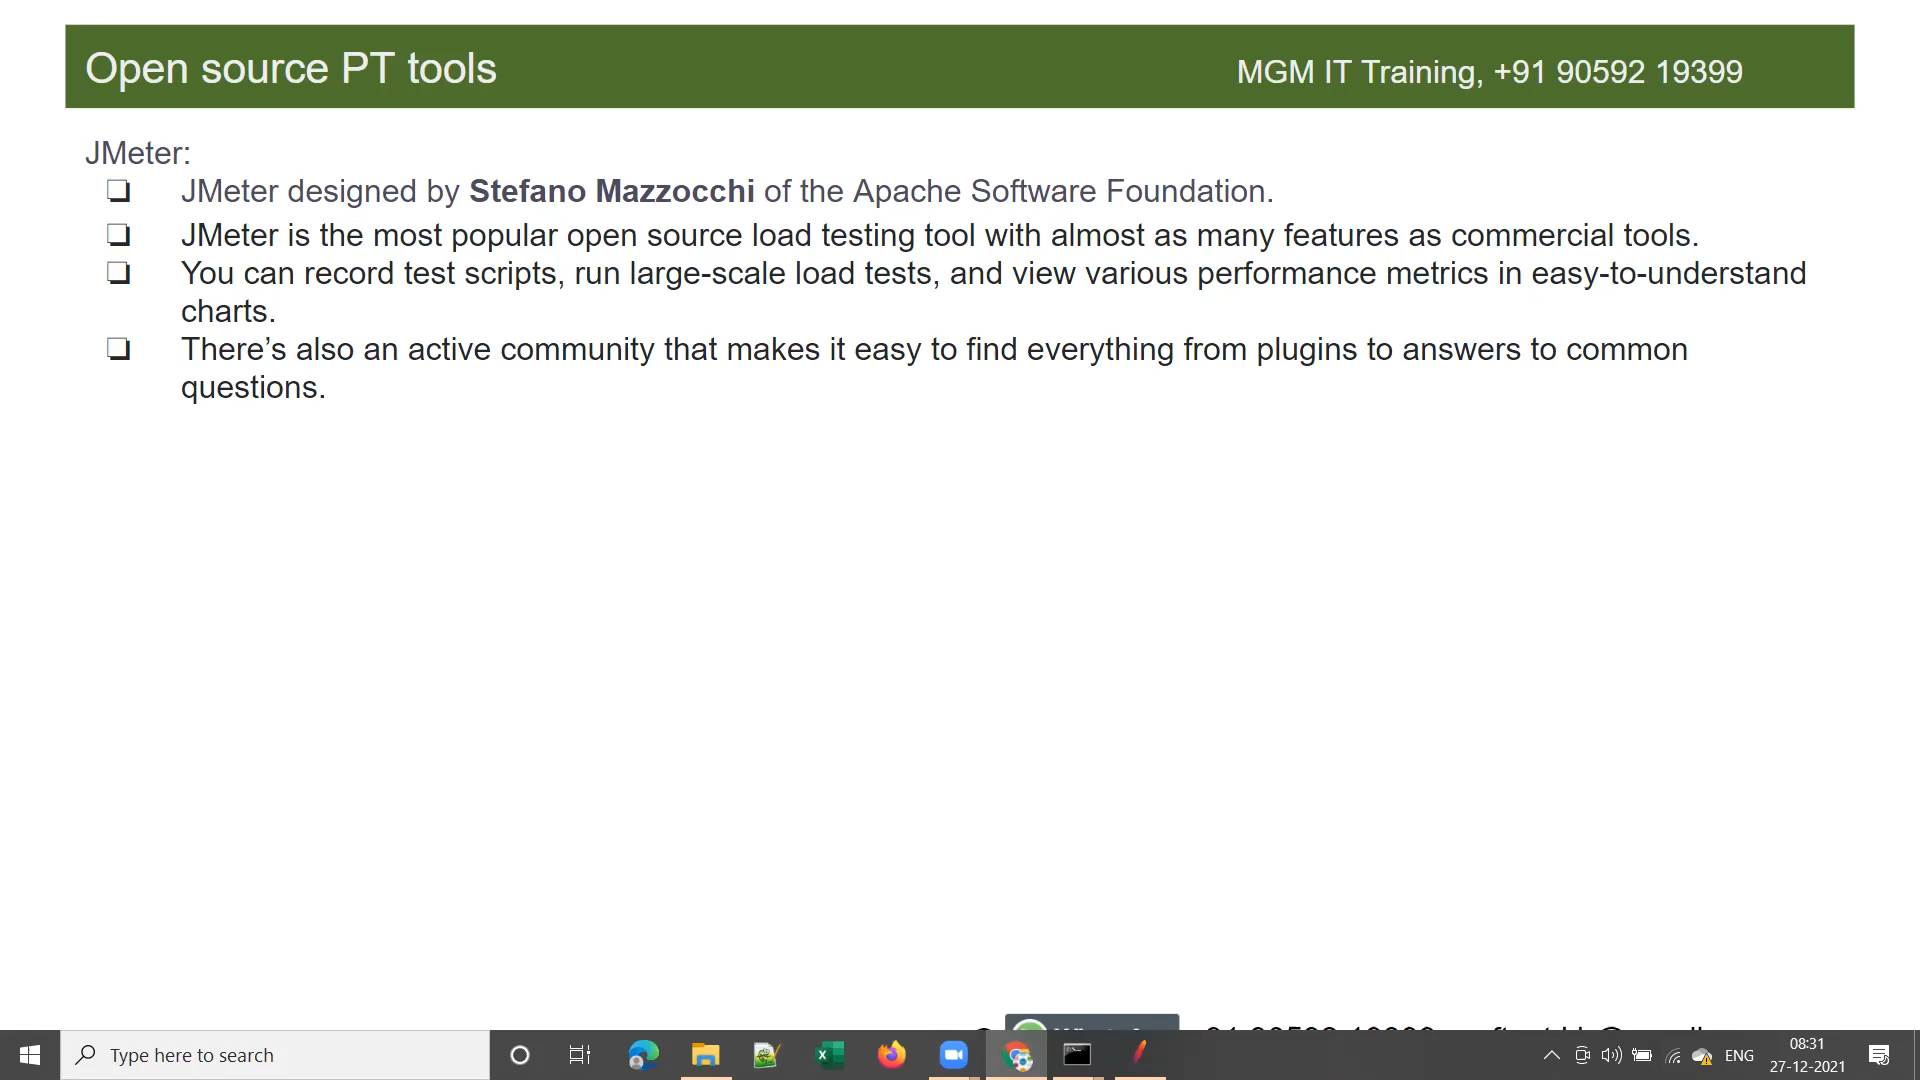 Open source PT tools
MGM IT Training, +91 90592 19399
JMeter:
❏ JMeter designed by Stefano Mazzocchi of the Apache Software Foundation.
❏ JMeter is the most popular open source load testing tool with almost as many features as commercial tools.
❏ You can record test scripts, run large-scale load tests, and view various performance metrics in easy-to-understand
charts.
❏ There’s also an active community that makes it easy to find everything from plugins to answers to common
questions.
Type here to search
ENG
08:31
27-12-2021